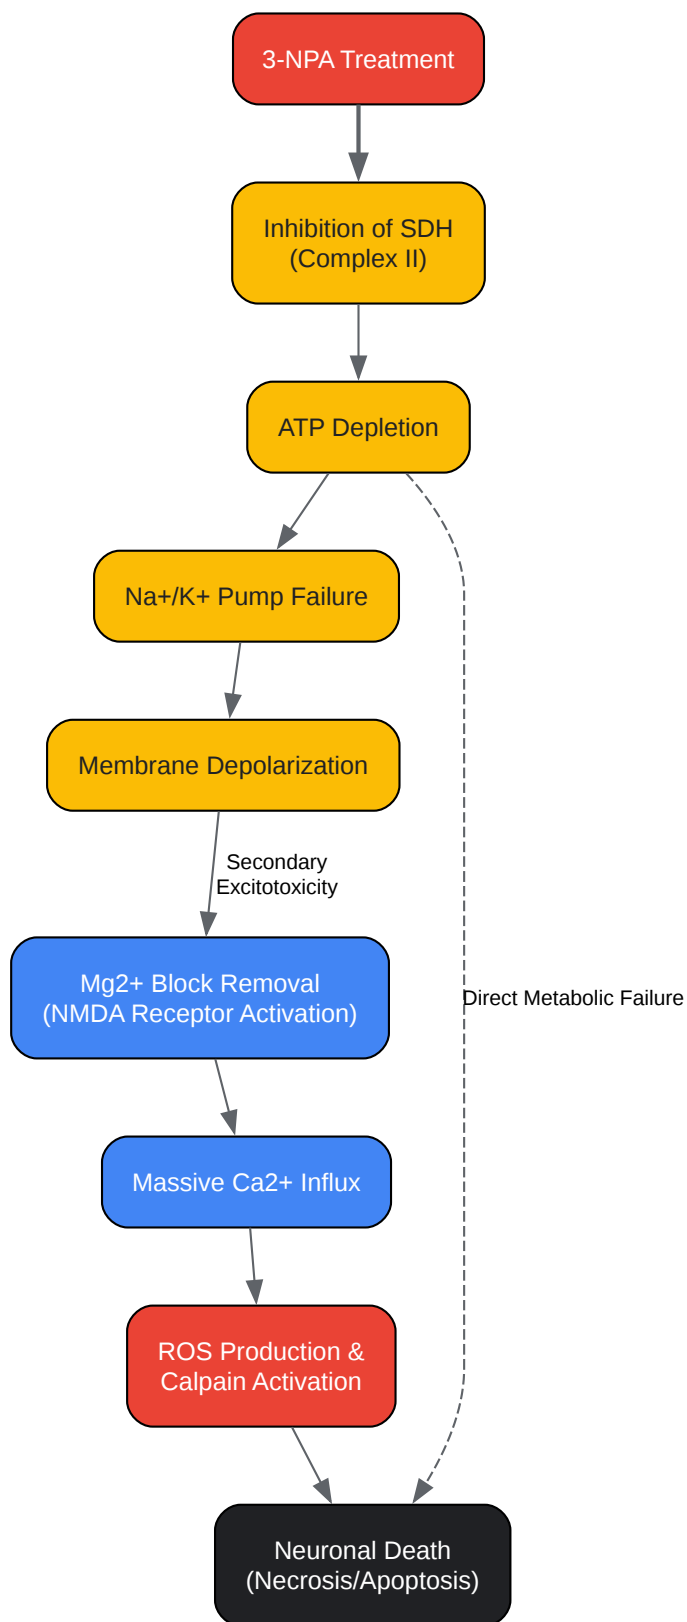 3-NPA Treatment
Inhibition of SDH
(Complex II)
ATP Depletion
Na+/K+ Pump Failure
Membrane Depolarization
Secondary
Excitotoxicity
Mg2+ Block Removal
(NMDA Receptor Activation)
Direct Metabolic Failure
Massive Ca2+ Influx
ROS Production &
Calpain Activation
Neuronal Death
(Necrosis/Apoptosis)